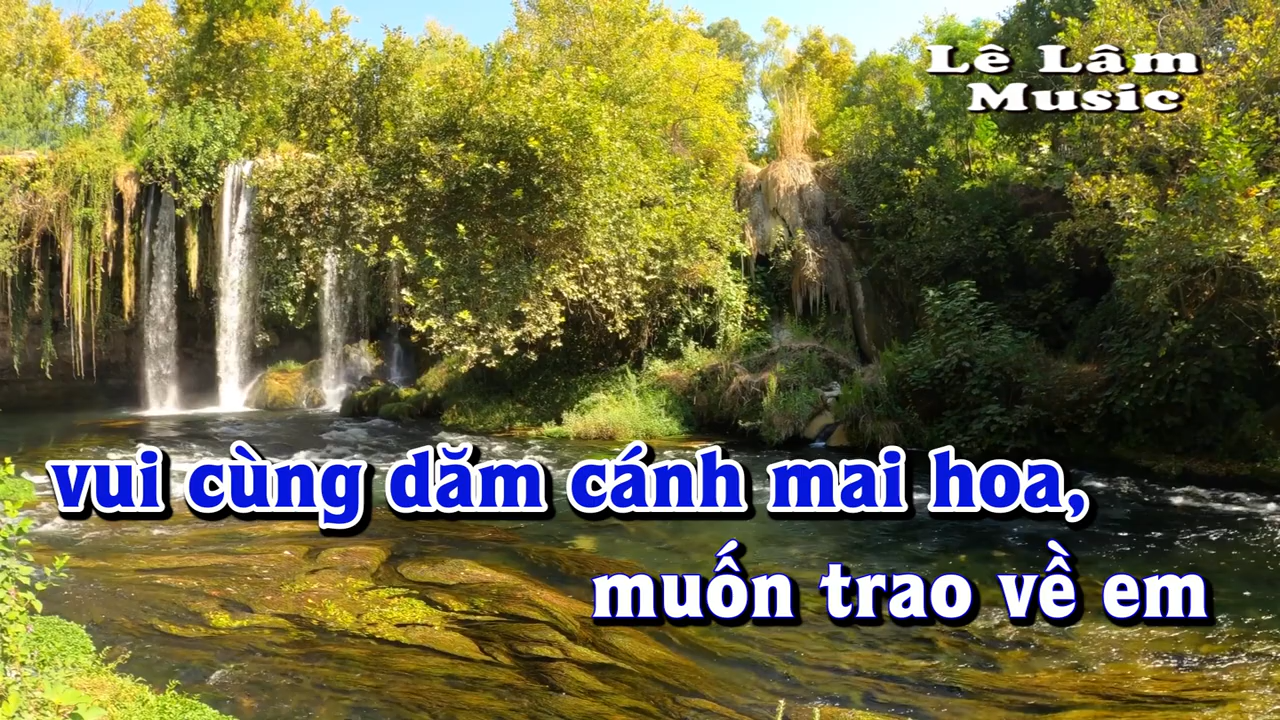 Lê Lâm
Music
vui cùng dăm cánh mai hoa,
muốn trao về em